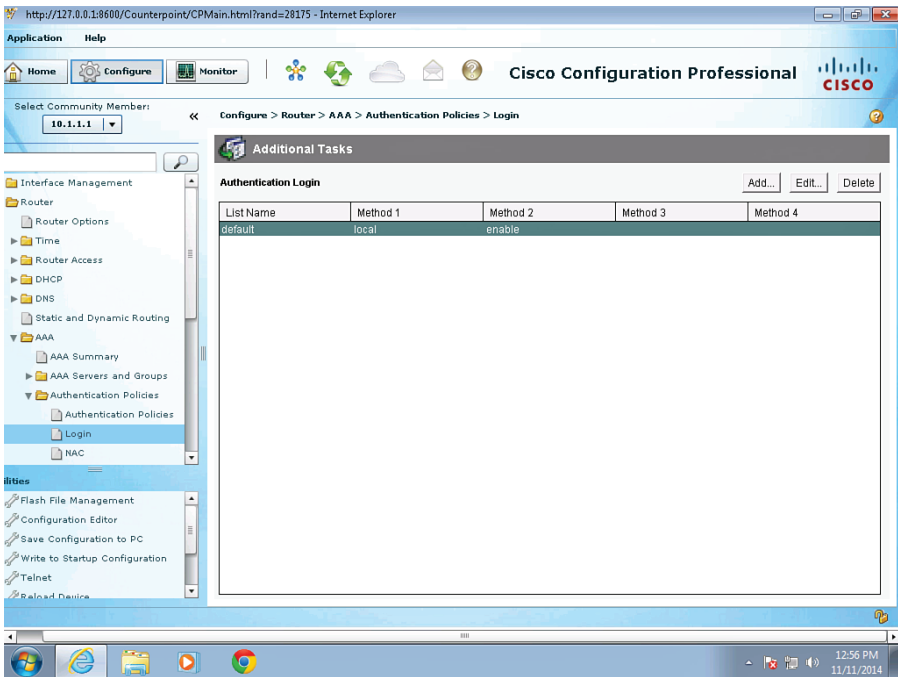 http://127.0.0.1:8600/Counterpoint/CPMain.html?rand=28175 - Internet Explorer
Application Help
Home Configure Monitor Cisco Configuration Professional
CISCO
Select Community Member:
10.1.1.1
«
Configure > Router > AAA > Authentication Policies > Login
Additional Tasks
Authentication Login
Add... Edit... Delete
List Name Method 1 Method 2 Method 3 Method 4
default local enable
Interface Management
Router
Router Options
Time
Router Access
DHCP
DNS
Static and Dynamic Routing
AAA
AAA Summary
AAA Servers and Groups
Authentication Policies
Authentication Policies
Login
NAC
ilities
Flash File Management
Configuration Editor
Save Configuration to PC
Write to Startup Configuration
Telnet
Reload Device
12:56 PM
11/11/2014